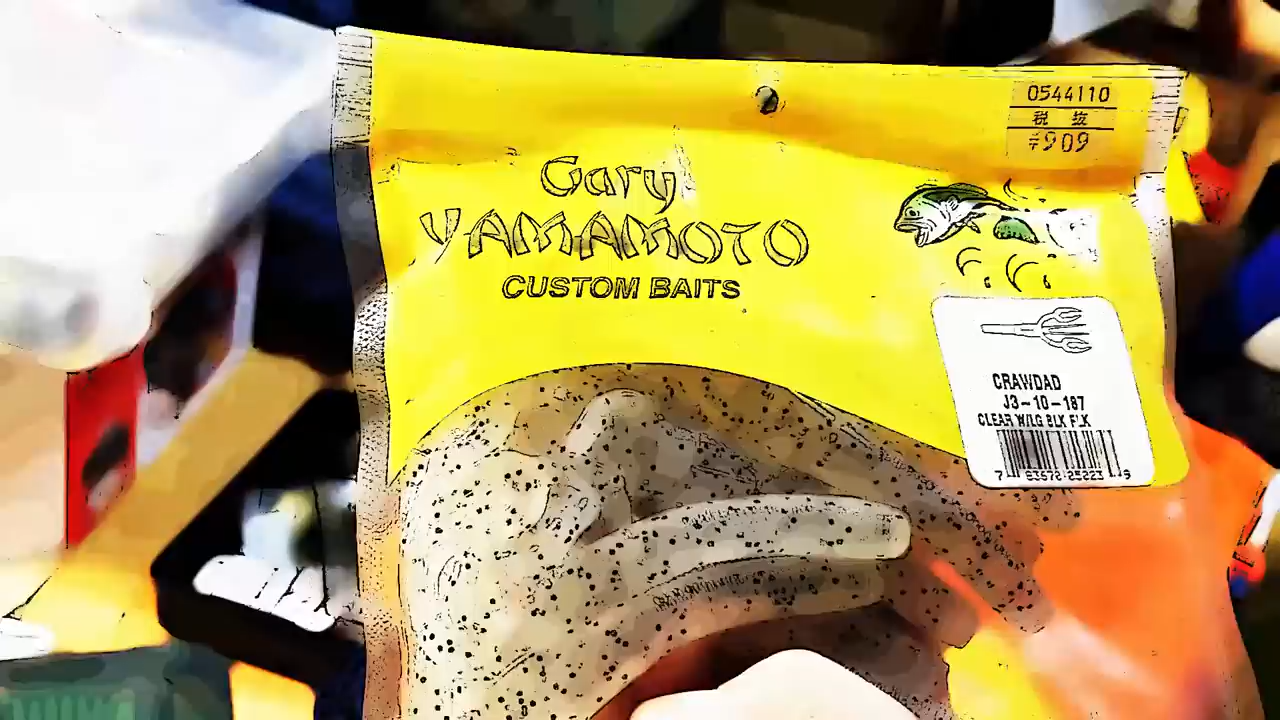 0544110
税 抜
¥909
Gary
YAMAMOTO
CUSTOM BAITS
CRAWDAD
J3-10-187
CLEAR W/LG BLK FLK